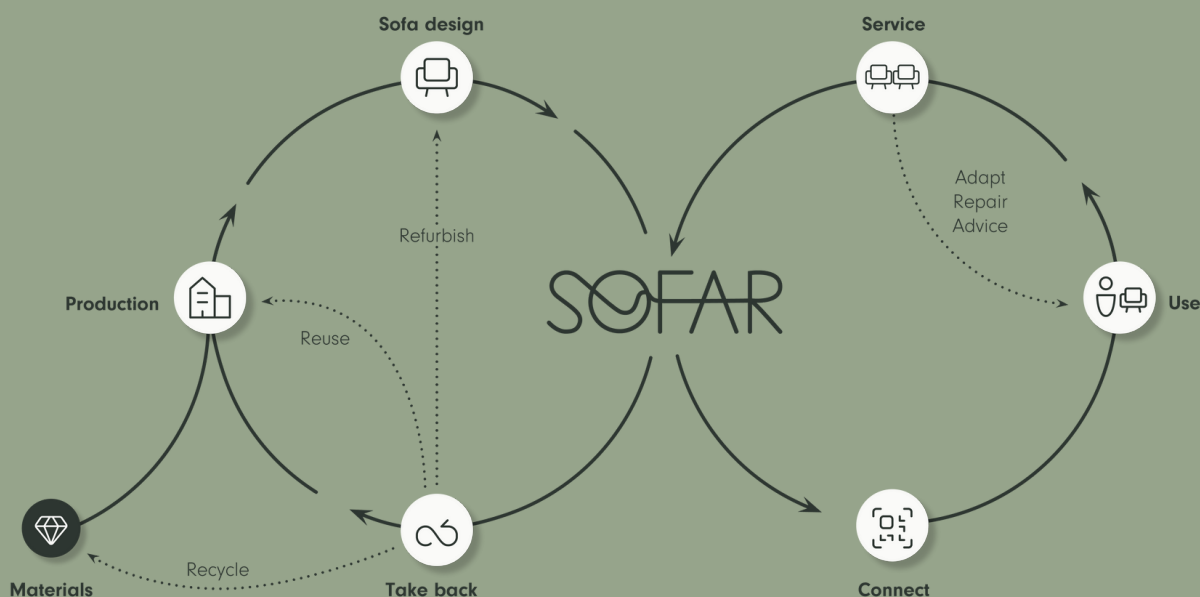 Sofa design
Service
Adapt
Repair
Advice
Refurbish
SOFAR
Production
Use
Reuse
Recycle
Materials
Take back
Connect